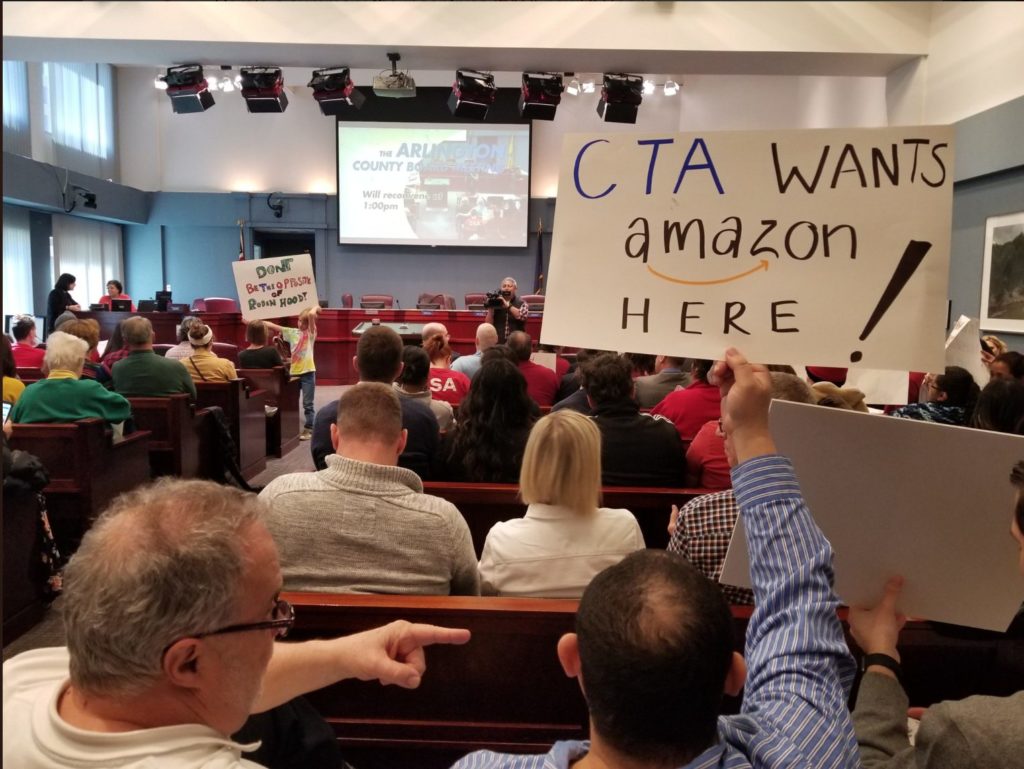 THE ARLINGTON
COUNTY BOARD MEETING
Will reconvene at
1:00pm
CTA WANTS
amazon
HERE !
DON'T
BE THE OPPOSITE
OF
ROBIN HOOD!
SA